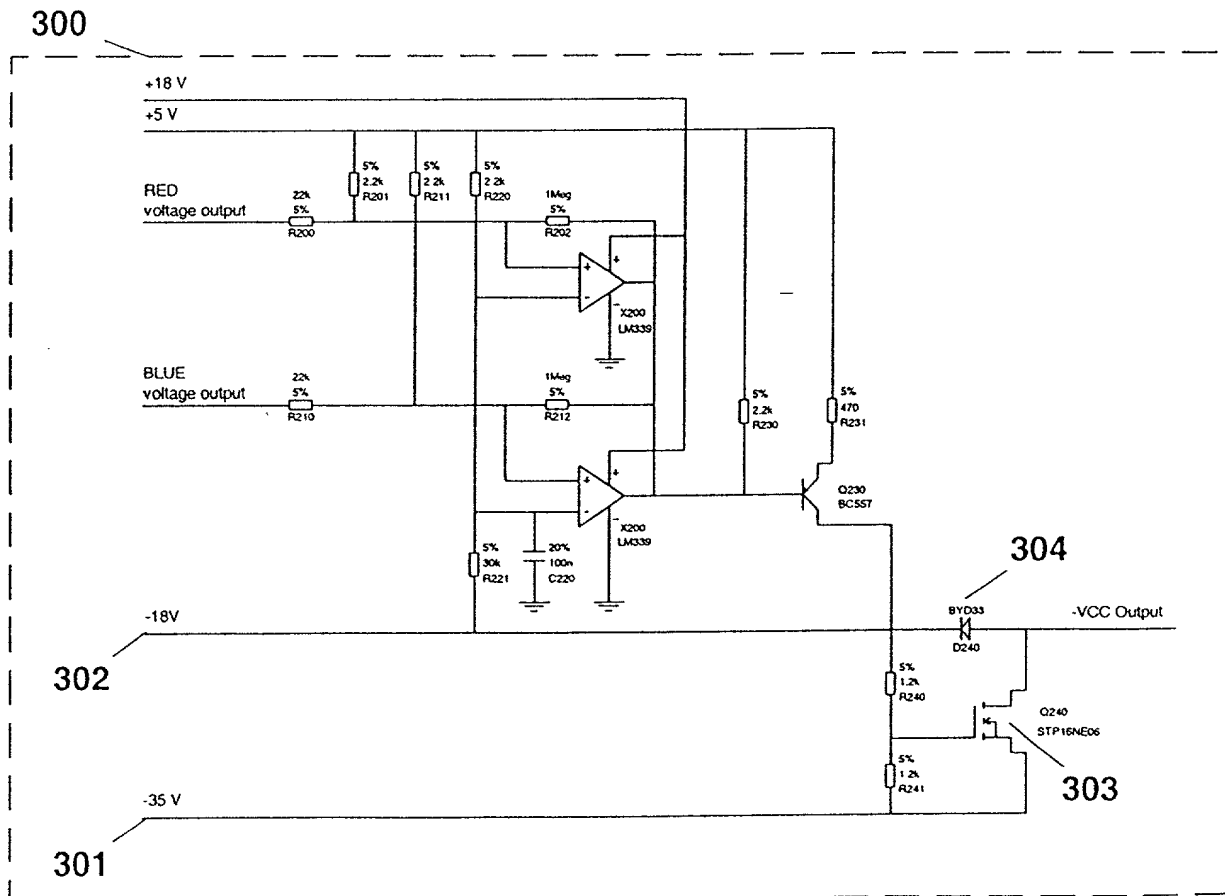 300
+18 V
+5 V
5%
2.2k
R201
5%
2.2k
R211
5%
2.2k
R220
RED
voltage output
22k
5%
R200
1Meg
5%
R202
+
-
+
-
X200
LM339
BLUE
voltage output
22k
5%
R210
1Meg
5%
R212
5%
2.2k
R230
5%
470
R231
+
-
+
-
X200
LM339
Q230
BC557
5%
30k
R221
20%
100n
C220
304
-18V
BYD33
D240
-VCC Output
302
5%
1.2k
R240
Q240
STP16NE06
303
5%
1.2k
R241
-35 V
301